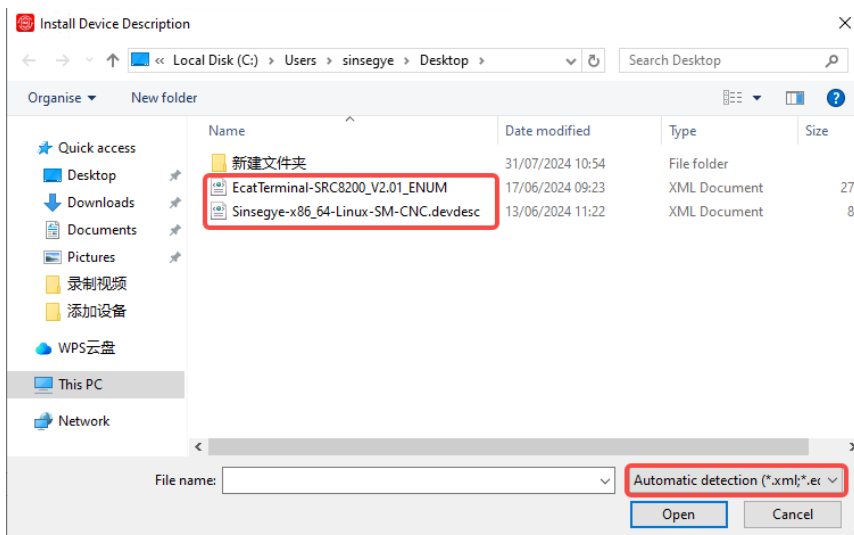 Install Device Description
« Local Disk (C:) › Users › sinsegye › Desktop ›
Search Desktop
Organise
New folder
Name
Date modified
Type
Size
Quick access
Desktop
Downloads
Documents
Pictures
录制视频
添加设备
WPS云盘
This PC
Network
新建文件夹 31/07/2024 10:54 File folder
EcatTerminal-SRC8200_V2.01_ENUM 17/06/2024 09:23 XML Document 27
Sinsegye-x86_64-Linux-SM-CNC.devdesc 13/06/2024 11:22 XML Document 8
File name:
Automatic detection (*.xml;*.ec
Open
Cancel